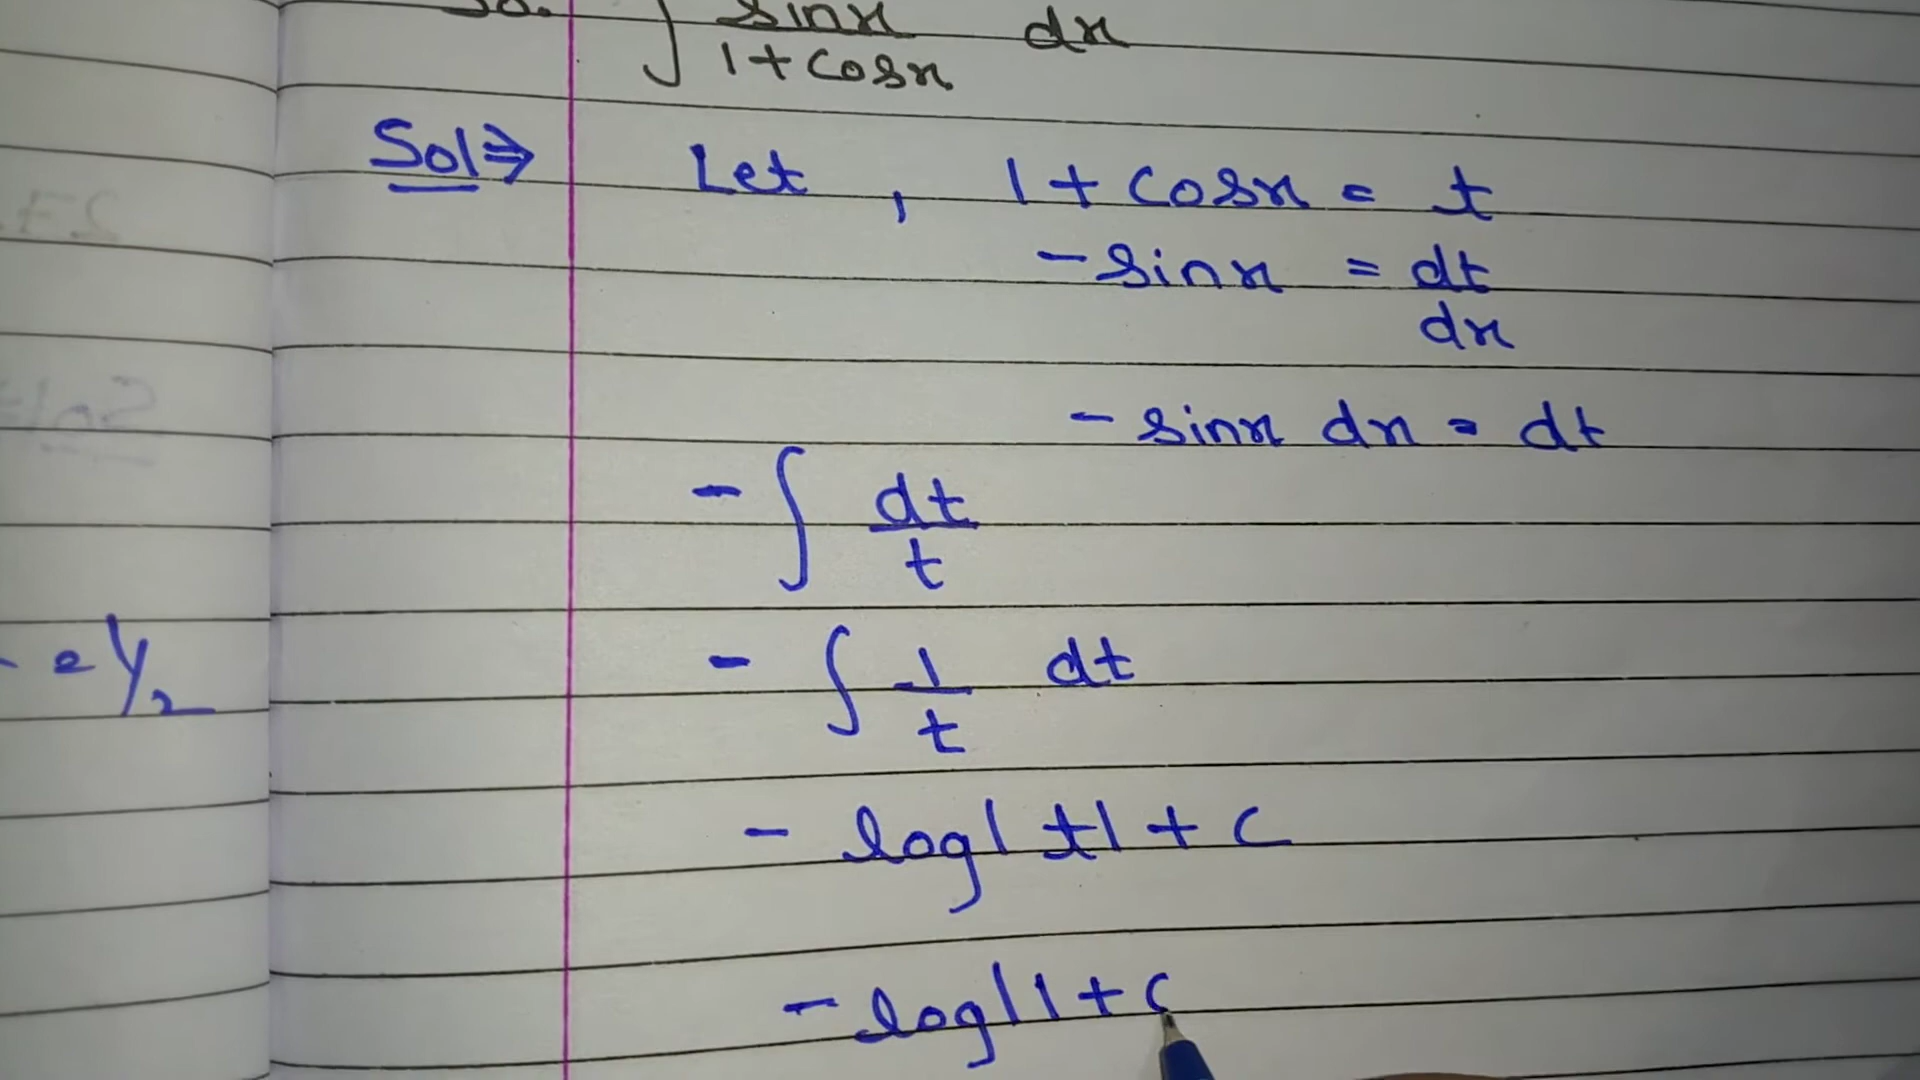 ∫ sinx / 1+cosx dx
Sol⇒ Let , 1+cosx = t
-sinx = dt/dx
-sinx dx = dt
-∫ dt/t
-∫ 1/t dt
-log|t|+c
-log|1+c